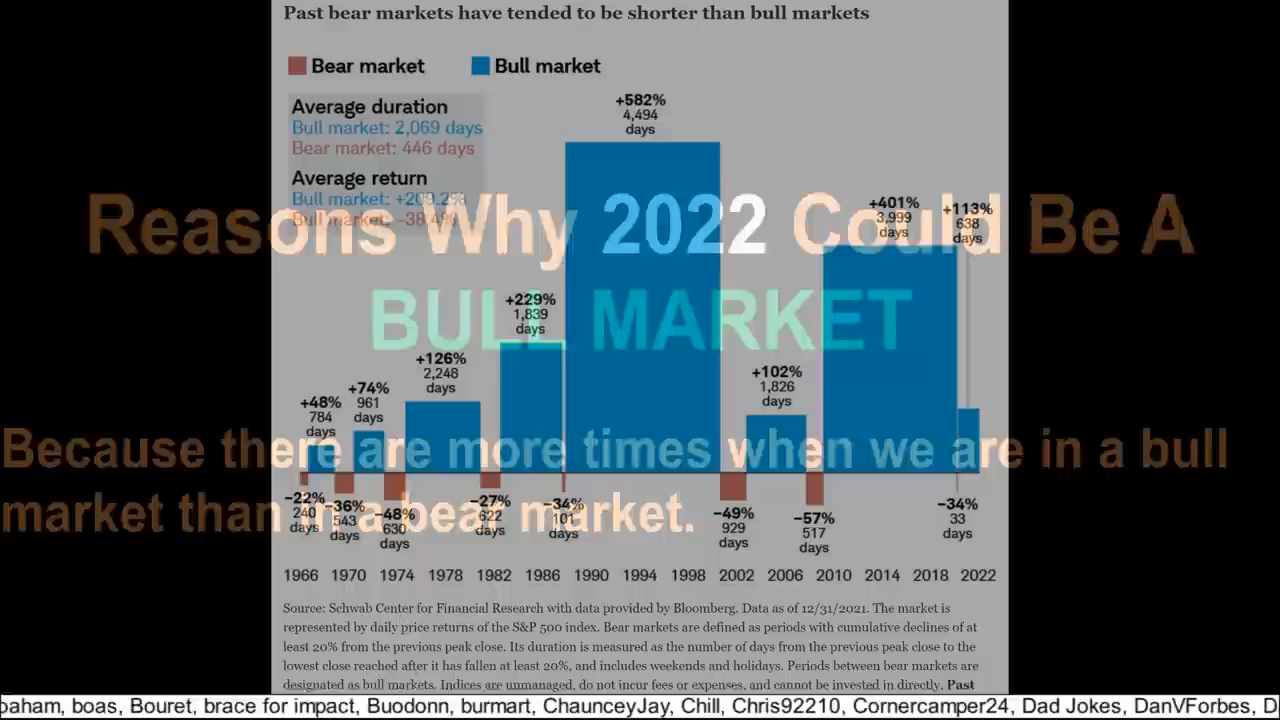 Past bear markets have tended to be shorter than bull markets
Bear market
Bull market
Average duration
Bull market: 2,069 days
Bear market: 446 days
Average return
Bull market: +209.2%
Bear market: −38.4%
Reasons Why 2022 Could Be A
BULL MARKET
Because there are more times when we are in a bull
market than in a bear market.
+48%
784
days
+74%
961
days
+126%
2,248
days
+229%
1,839
days
+582%
4,494
days
+102%
1,826
days
+401%
3,999
days
+113%
638
days
−22%
240
days
−36%
543
days
−48%
630
days
−27%
622
days
−34%
101
days
−49%
929
days
−57%
517
days
−34%
33
days
1966 1970 1974 1978 1982 1986 1990 1994 1998 2002 2006 2010 2014 2018 2022
Source: Schwab Center for Financial Research with data provided by Bloomberg. Data as of 12/31/2021. The market is
represented by daily price returns of the S&P 500 index. Bear markets are defined as periods with cumulative declines of at
least 20% from the previous peak close. Its duration is measured as the number of days from the previous peak close to the
lowest close reached after it has fallen at least 20%, and includes weekends and holidays. Periods between bear markets are
designated as bull markets. Indices are unmanaged, do not incur fees or expenses, and cannot be invested in directly. Past
baham, boas, Bouret, brace for impact, Buodonn, burmart, ChaunceyJay, Chill, Chris92210, Cornercamper24, Dad Jokes, DanVForbes, D